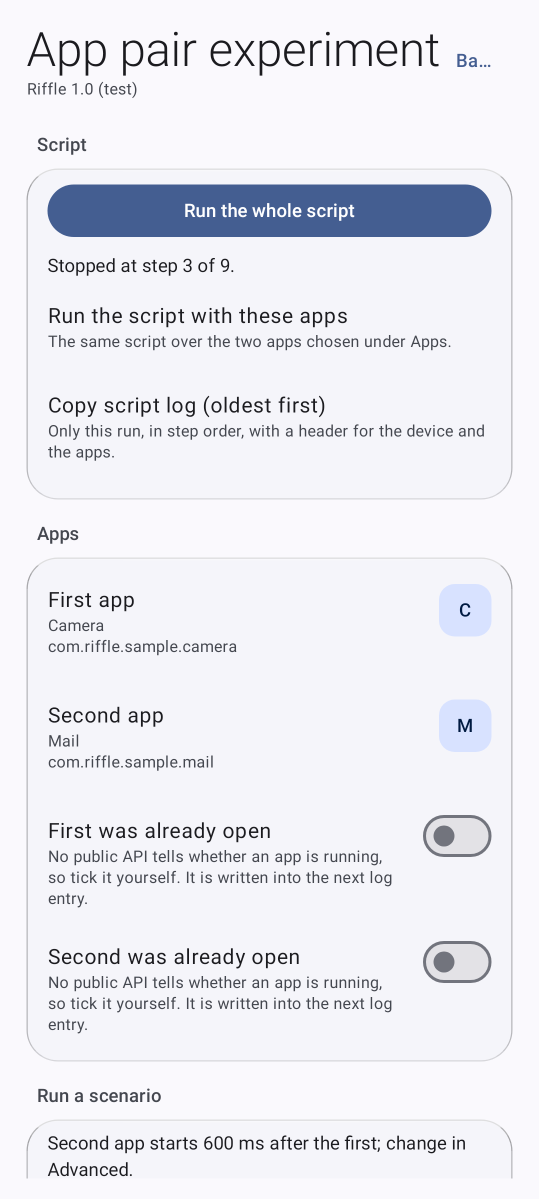 App pair experiment
Ba...
Riffle 1.0 (test)
Script
Run the whole script
Stopped at step 3 of 9.
Run the script with these apps
The same script over the two apps chosen under Apps.
Copy script log (oldest first)
Only this run, in step order, with a header for the device and
the apps.
Apps
First app
Camera
com.riffle.sample.camera
C
Second app
Mail
com.riffle.sample.mail
M
First was already open
No public API tells whether an app is running,
so tick it yourself. It is written into the next log
entry.
Second was already open
No public API tells whether an app is running,
so tick it yourself. It is written into the next log
entry.
Run a scenario
Second app starts 600 ms after the first; change in
Advanced.